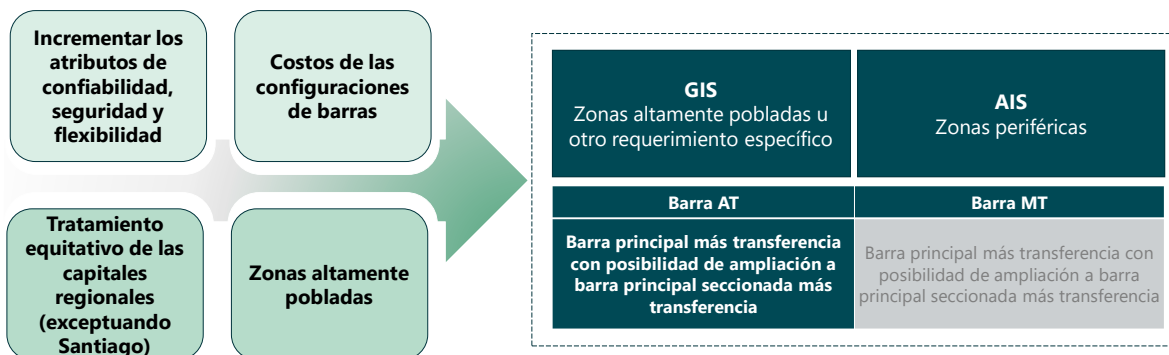 Incrementar los
atributos de
confiabilidad,
seguridad y
flexibilidad
Costos de las
configuraciones
de barras
Tratamiento
equitativo de las
capitales
regionales
(exceptuando
Santiago)
Zonas altamente
pobladas
GIS
Zonas altamente pobladas u
otro requerimiento específico
AIS
Zonas periféricas
Barra AT
Barra MT
Barra principal más transferencia
con posibilidad de ampliación a
barra principal seccionada más
transferencia
Barra principal más transferencia con
posibilidad de ampliación a barra
principal seccionada más transferencia